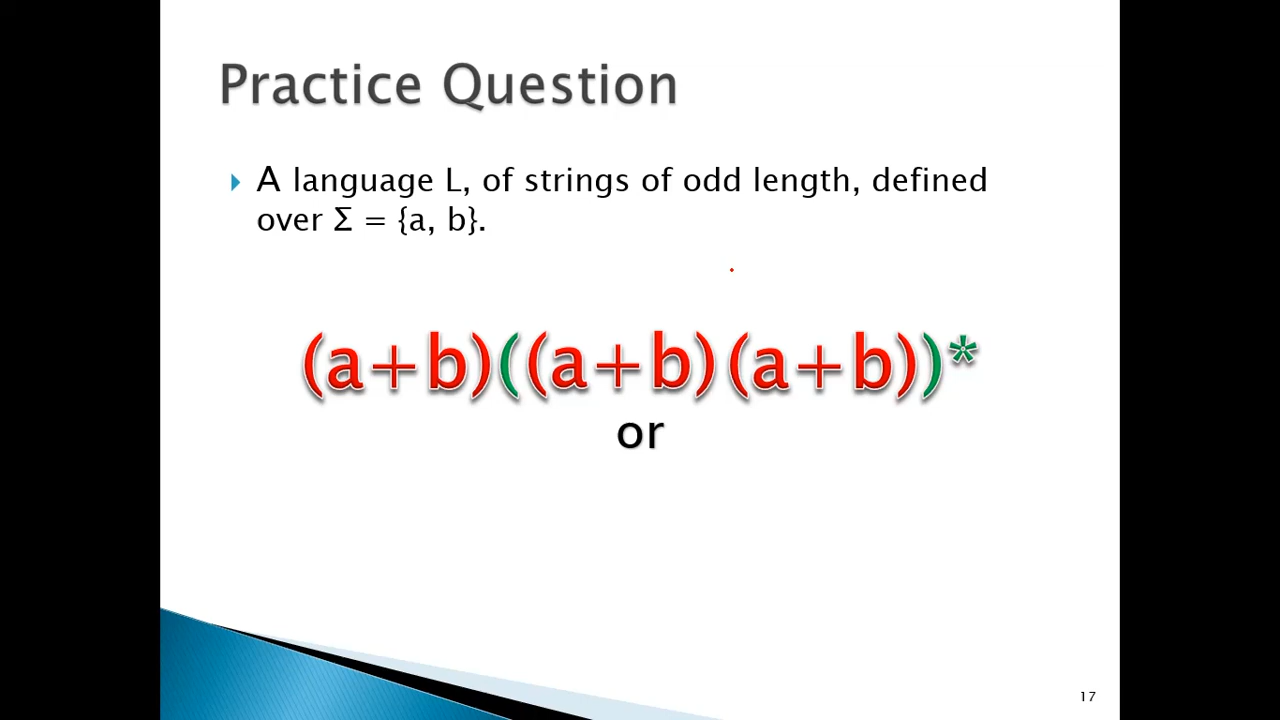 Practice Question
A language L, of strings of odd length, defined
over Σ = {a, b}.
(a+b)((a+b)(a+b))*
or
17